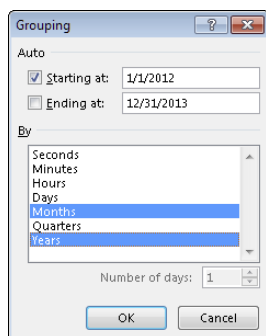 Grouping
Auto
Starting at: 1/1/2012
Ending at: 12/31/2013
By
Seconds
Minutes
Hours
Days
Months
Quarters
Years
Number of days: 1
OK Cancel